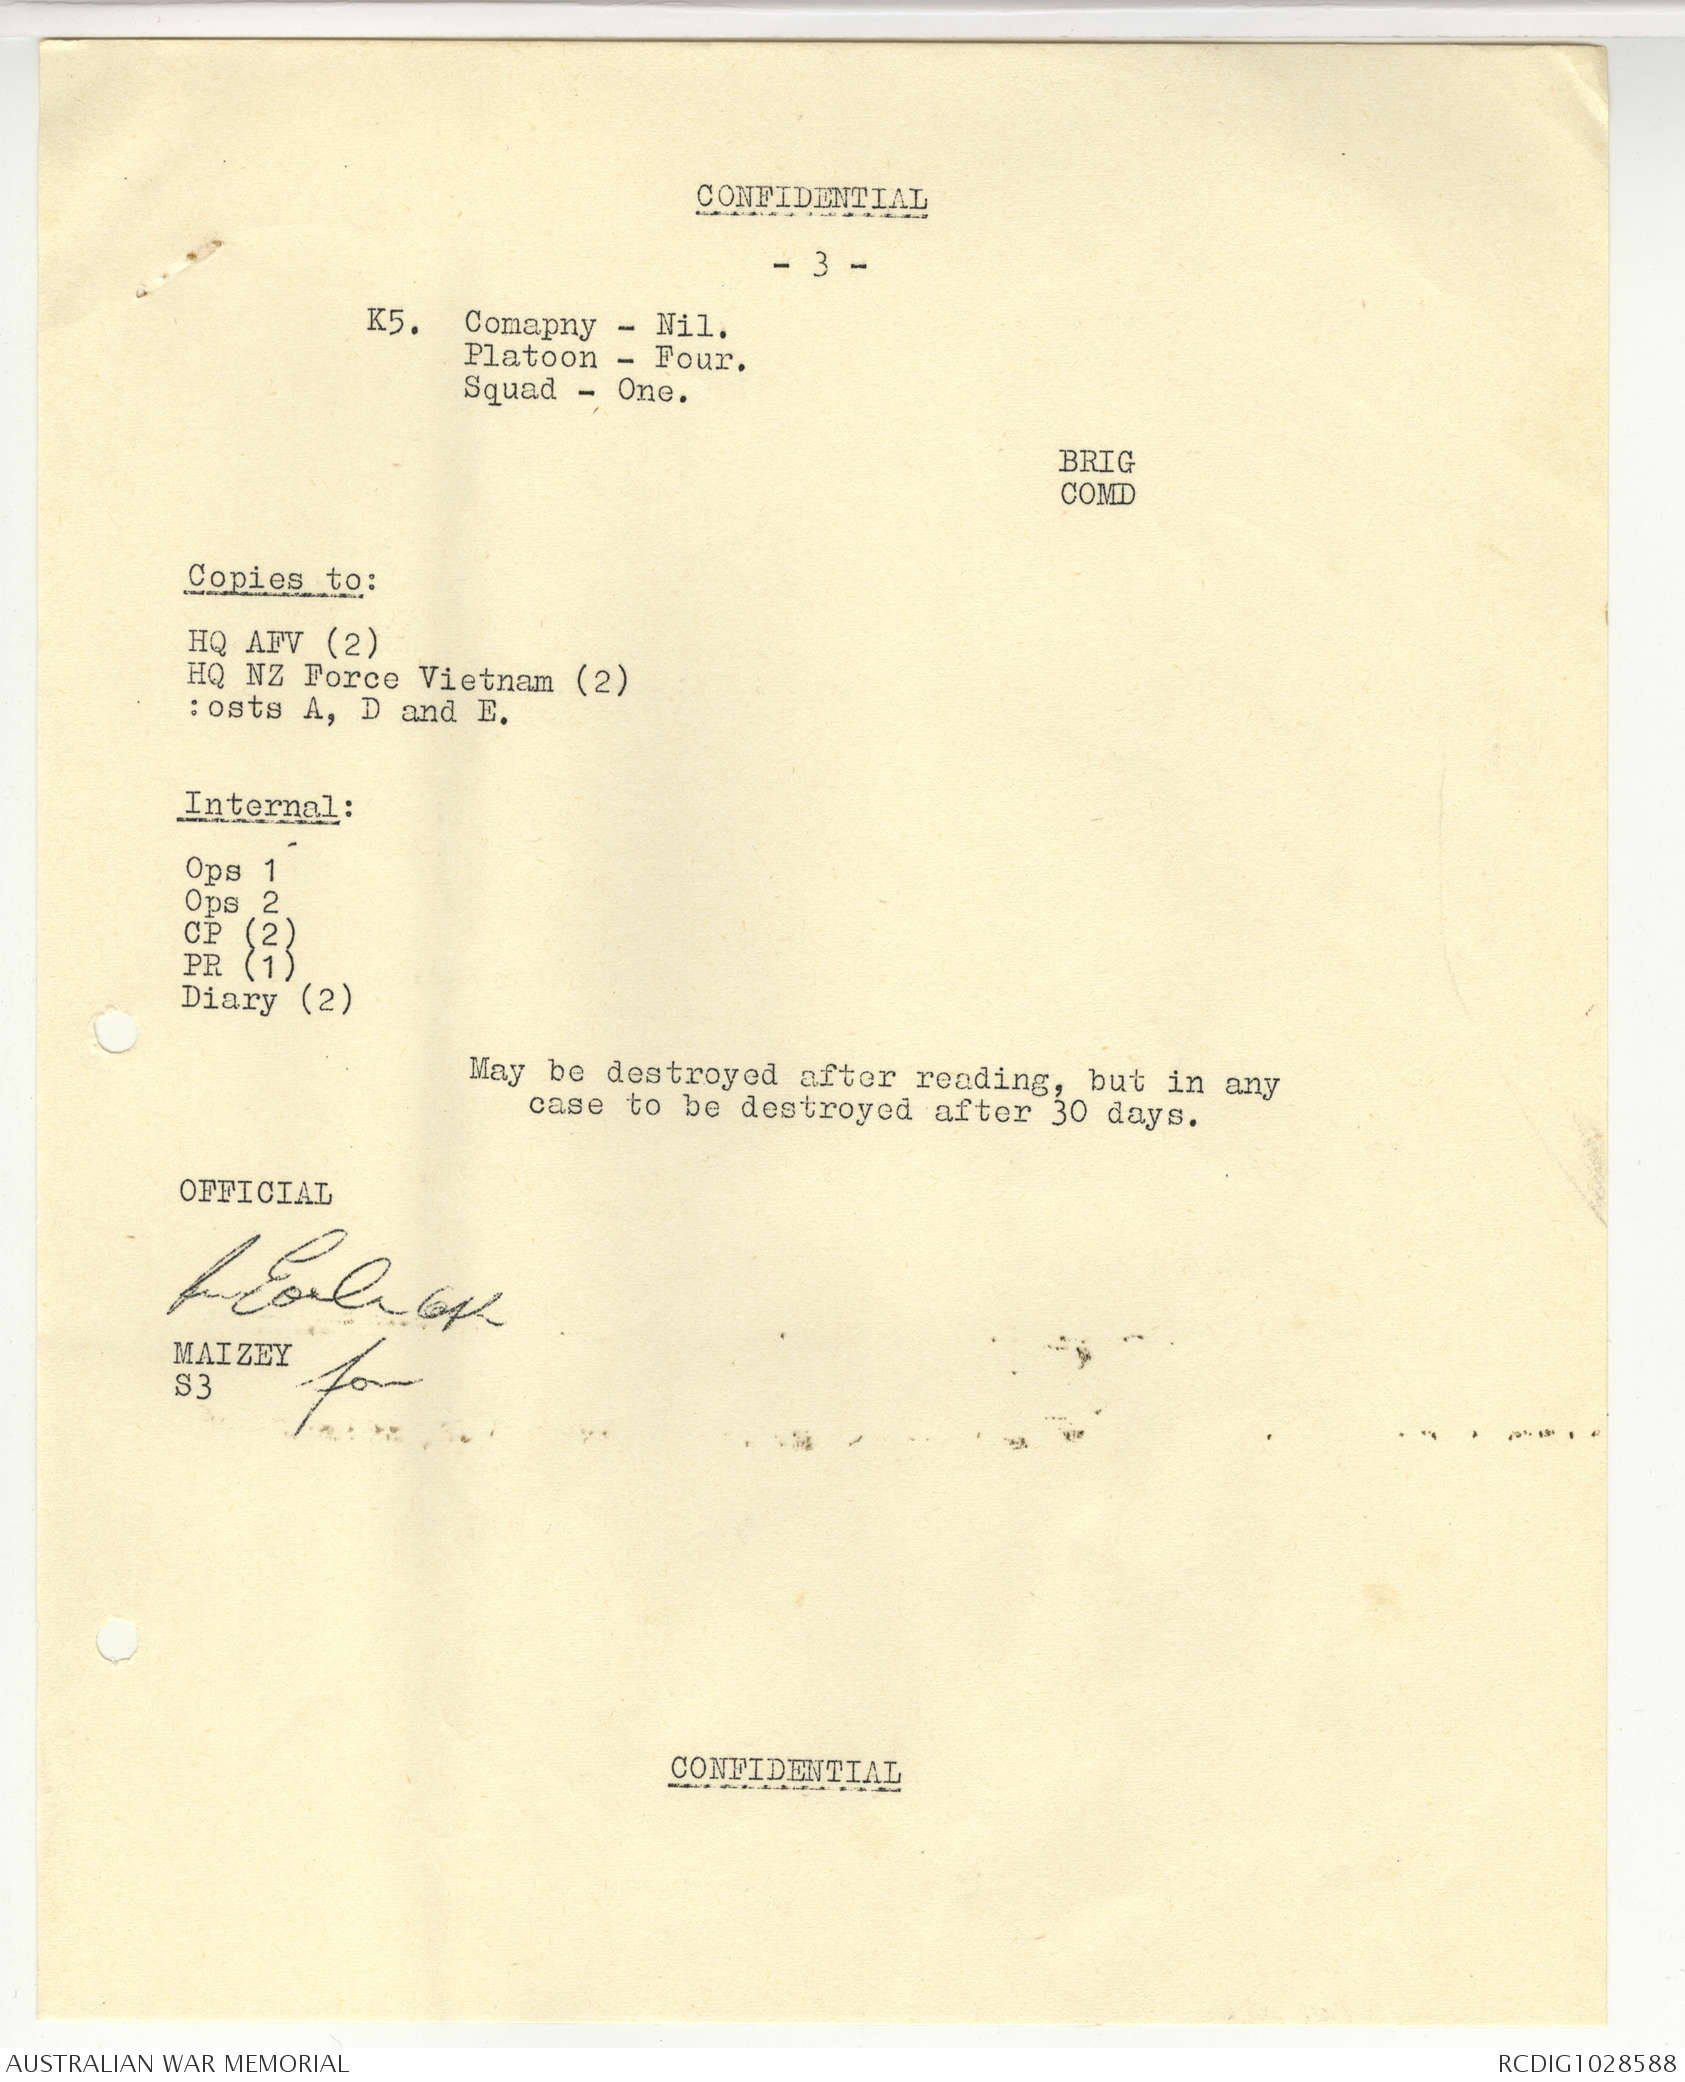 CONFIDENTIAL
- 3 -
K5. Comapny - Nil.
Platoon - Four.
Squad - One.
BRIG
COMD
Copies to:
HQ AFV (2)
HQ NZ Force Vietnam (2)
:osts A, D and E.
Internal:
Ops 1
Ops 2
CP (2)
PR (1)
Diary (2)
May be destroyed after reading, but in any
case to be destroyed after 30 days.
OFFICIAL
MAIZEY
S3 for
CONFIDENTIAL
AUSTRALIAN WAR MEMORIAL
RCDIG1028588